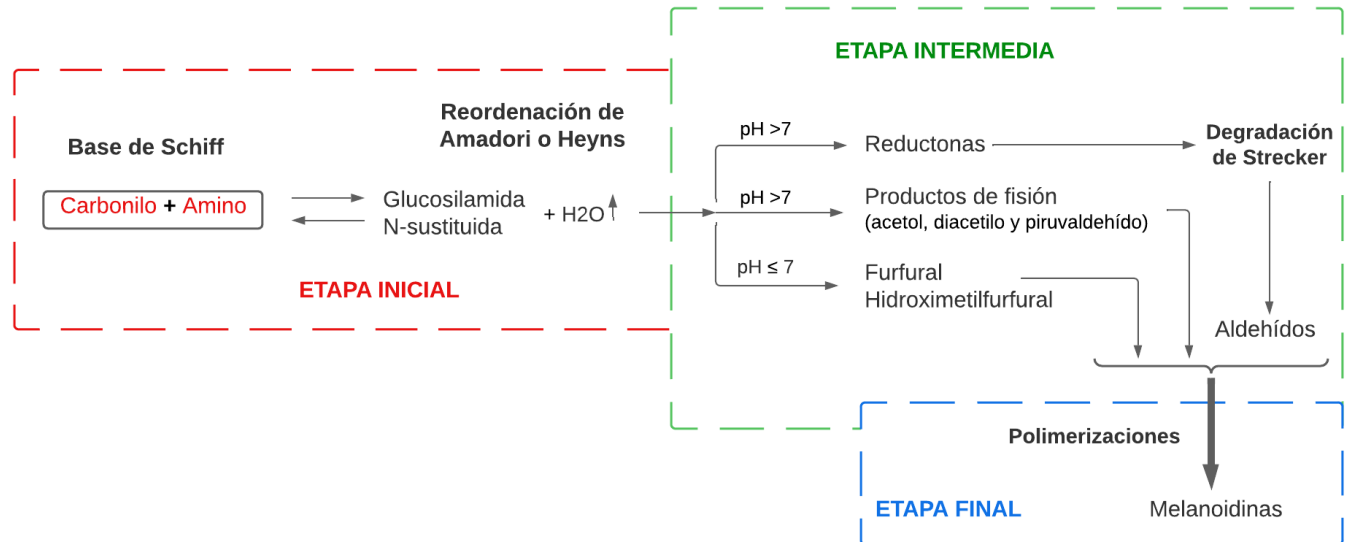 ETAPA INTERMEDIA
Reordenación de
Amadori o Heyns
Base de Schiff
Carbonilo + Amino
Glucosilamida
N-sustituida
+ H2O
ETAPA INICIAL
pH >7
Reductonas
Degradación
de Strecker
pH >7
Productos de fisión
(acetol, diacetilo y piruvaldehído)
pH ≤ 7
Furfural
Hidroximetilfurfural
Aldehídos
Polimerizaciones
ETAPA FINAL
Melanoidinas